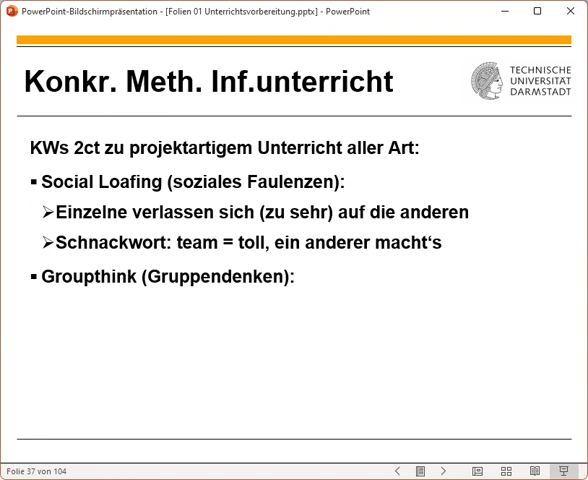 PowerPoint-Bildschirmpräsentation - [Folien 01 Unterrichtsvorbereitung.pptx] - PowerPoint
Konkr. Meth. Inf.unterricht
TECHNISCHE
UNIVERSITÄT
DARMSTADT
KWs 2ct zu projektartigem Unterricht aller Art:
▪ Social Loafing (soziales Faulenzen):
➢Einzelne verlassen sich (zu sehr) auf die anderen
➢Schnackwort: team = toll, ein anderer macht‘s
▪ Groupthink (Gruppendenken):
Folie 37 von 104